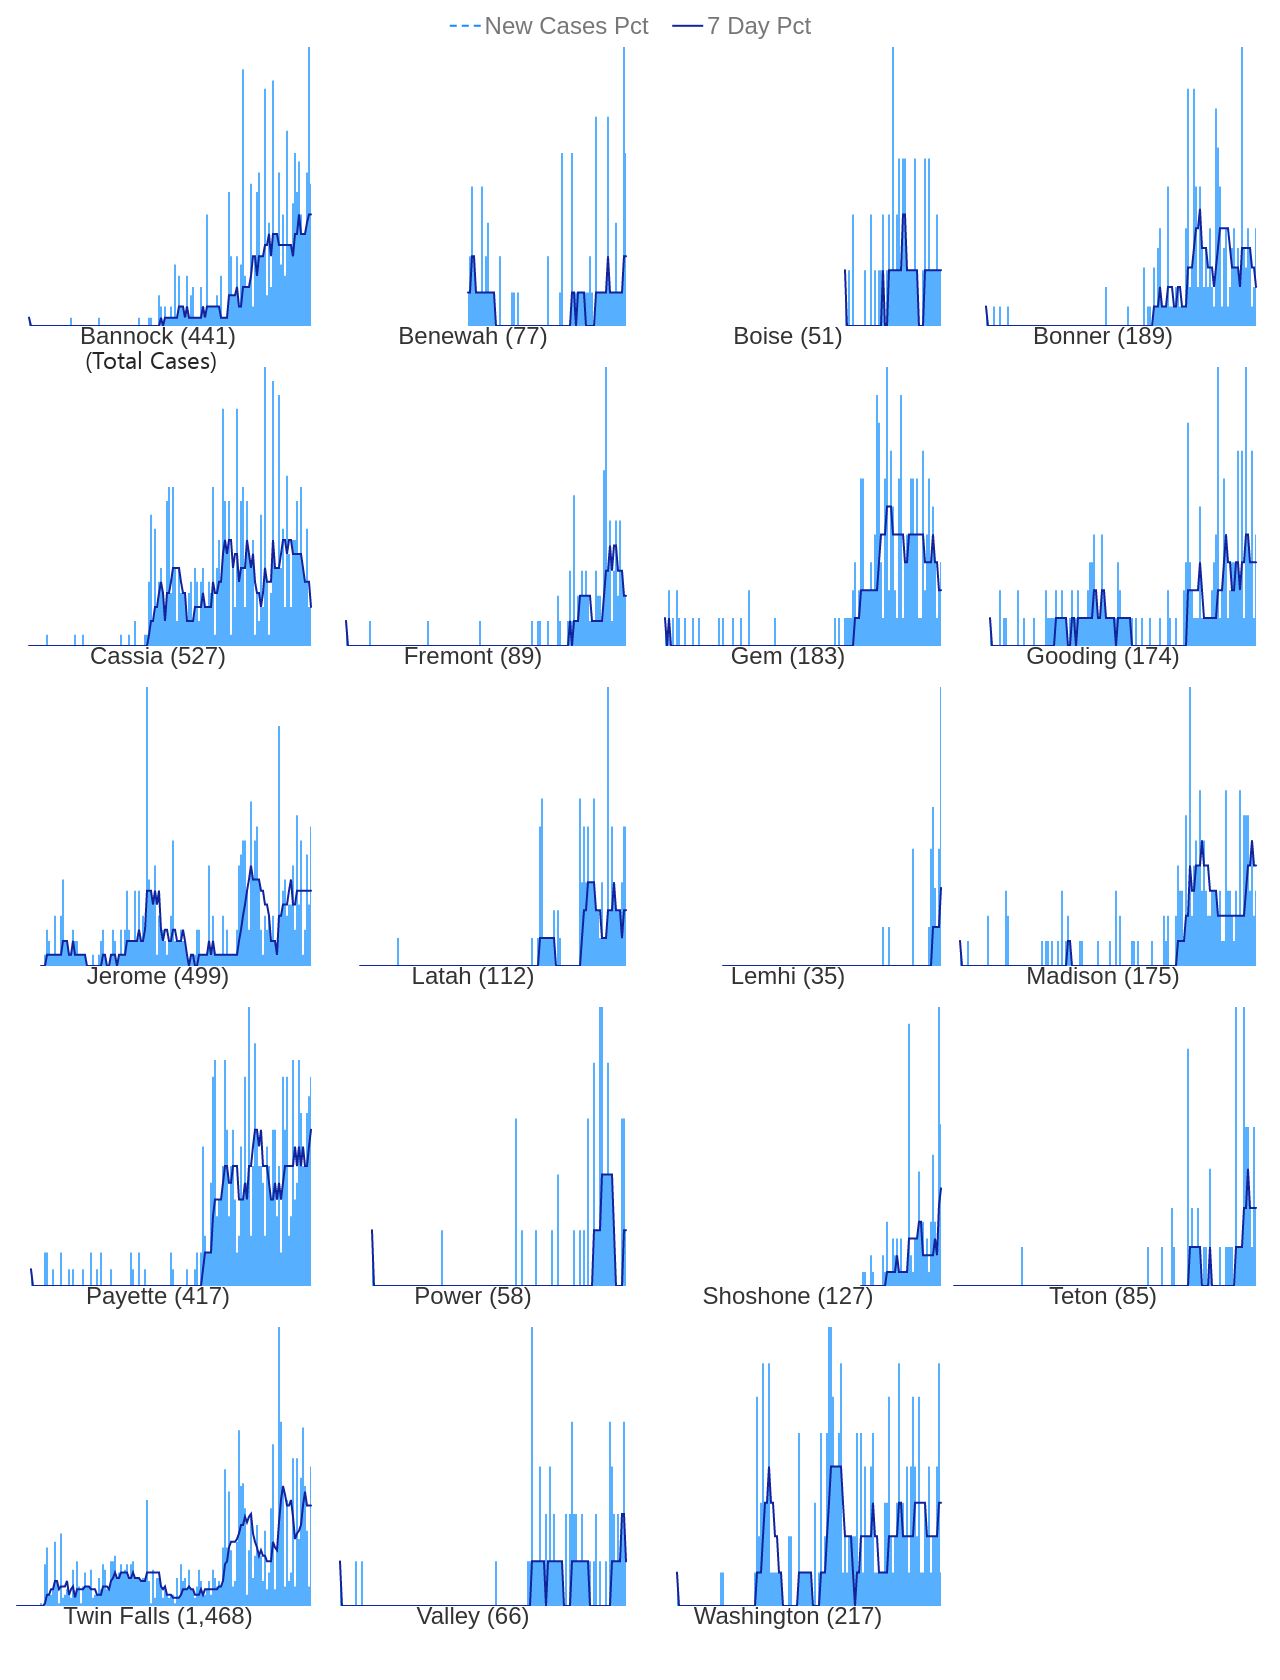 New Cases Pct 7 Day Pct
Bannock (441) Benewah (77) Boise (51) Bonner (189)
(Total Cases)
Cassia (527) Fremont (89) Gem (183) Gooding (174)
Jerome (499) Latah (112) Lemhi (35) Madison (175)
Payette (417) Power (58) Shoshone (127) Teton (85)
Twin Falls (1,468) Valley (66) Washington (217)